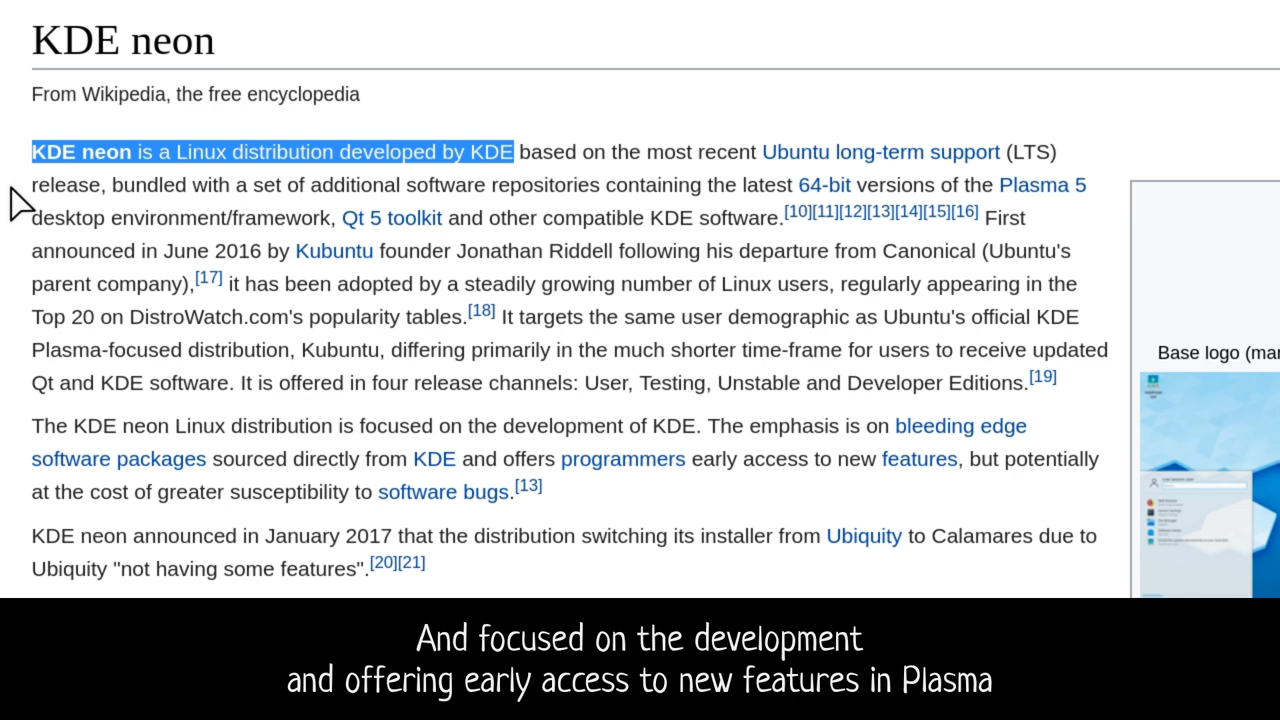 KDE neon
From Wikipedia, the free encyclopedia
KDE neon is a Linux distribution developed by KDE based on the most recent Ubuntu long-term support (LTS)
release, bundled with a set of additional software repositories containing the latest 64-bit versions of the Plasma 5
desktop environment/framework, Qt 5 toolkit and other compatible KDE software.[10][11][12][13][14][15][16] First
announced in June 2016 by Kubuntu founder Jonathan Riddell following his departure from Canonical (Ubuntu's
parent company),[17] it has been adopted by a steadily growing number of Linux users, regularly appearing in the
Top 20 on DistroWatch.com's popularity tables.[18] It targets the same user demographic as Ubuntu's official KDE
Plasma-focused distribution, Kubuntu, differing primarily in the much shorter time-frame for users to receive updated
Qt and KDE software. It is offered in four release channels: User, Testing, Unstable and Developer Editions.[19]
The KDE neon Linux distribution is focused on the development of KDE. The emphasis is on bleeding edge
software packages sourced directly from KDE and offers programmers early access to new features, but potentially
at the cost of greater susceptibility to software bugs.[13]
KDE neon announced in January 2017 that the distribution switching its installer from Ubiquity to Calamares due to
Ubiquity "not having some features".[20][21]
Base logo (mar
And focused on the development
and offering early access to new features in Plasma